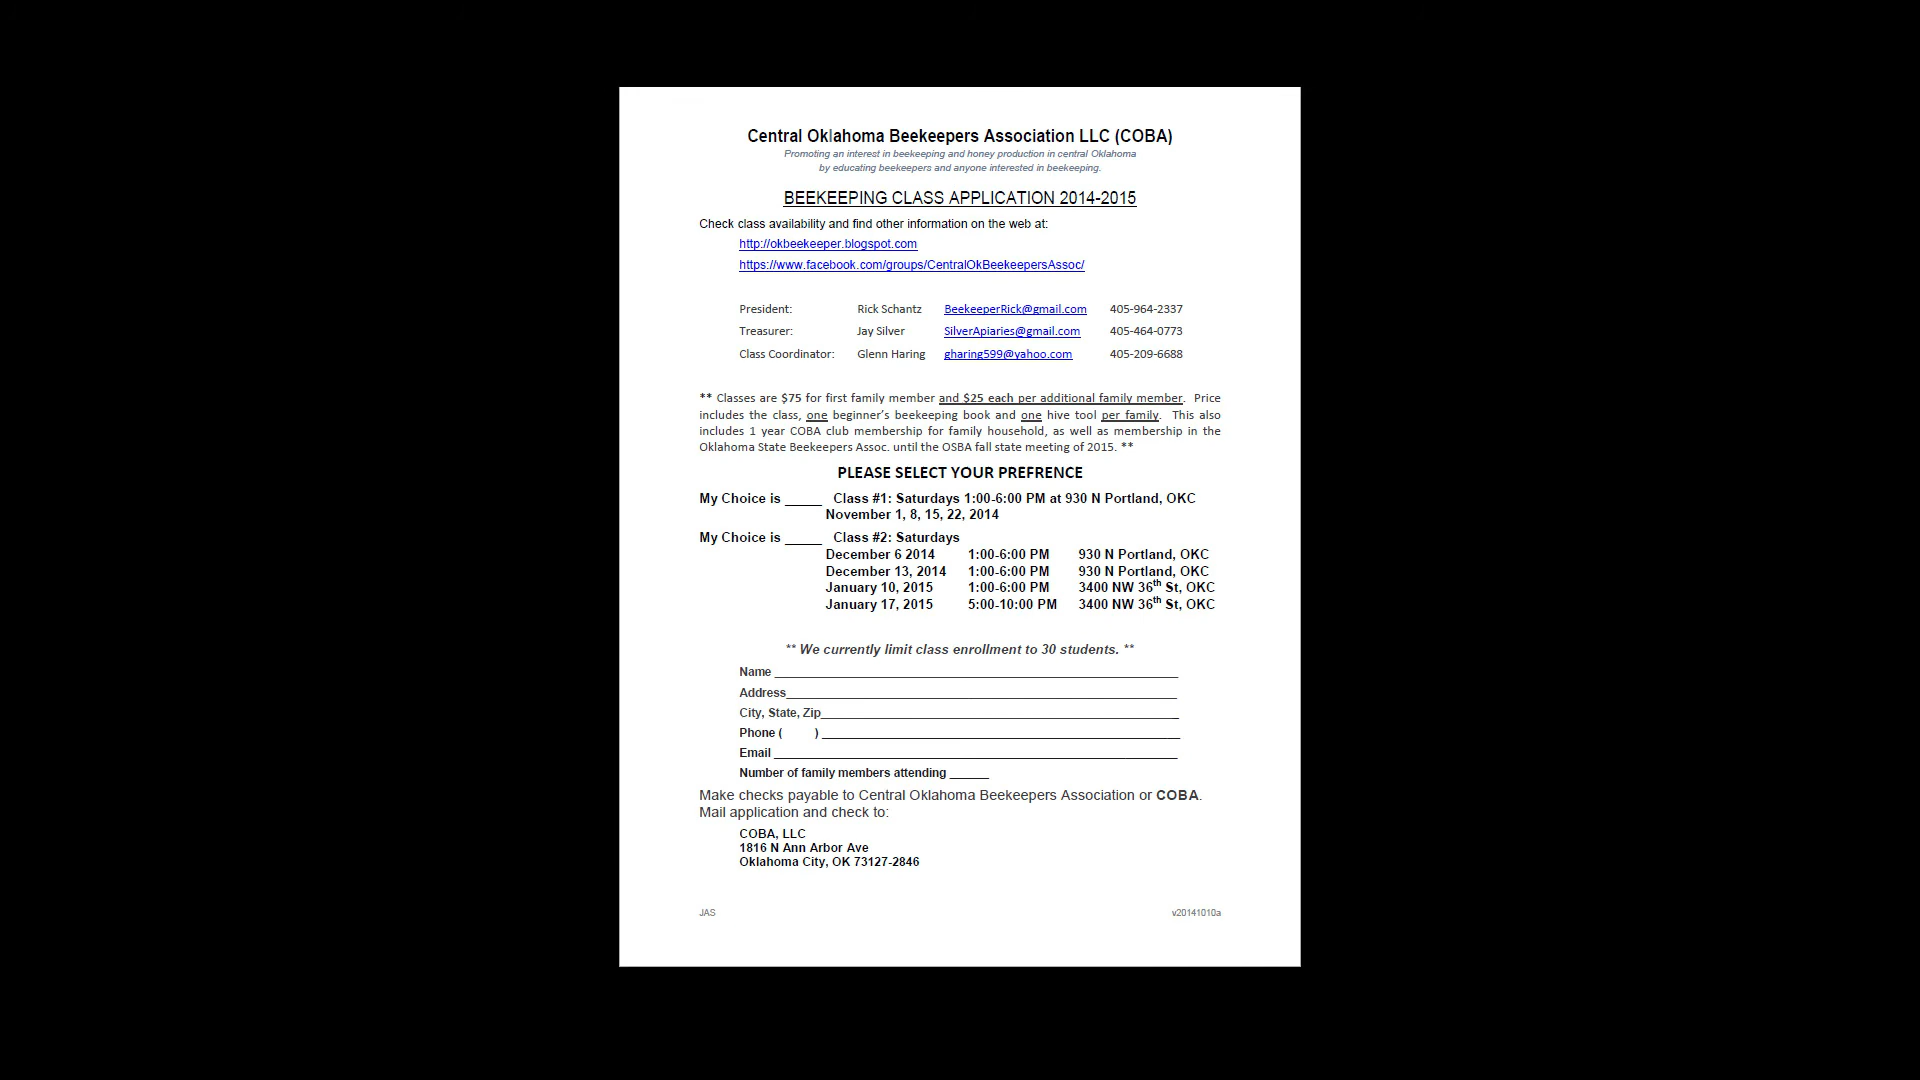 Central Oklahoma Beekeepers Association LLC (COBA)
Promoting an interest in beekeeping and honey production in central Oklahoma
by educating beekeepers and anyone interested in beekeeping.
BEEKEEPING CLASS APPLICATION 2014-2015
Check class availability and find other information on the web at:
http://okbeekeeper.blogspot.com
https://www.facebook.com/groups/CentralOkBeekeepersAssoc/
President: Rick Schantz BeekeeperRick@gmail.com 405-964-2337
Treasurer: Jay Silver SilverApiaries@gmail.com 405-464-0773
Class Coordinator: Glenn Haring gharing599@yahoo.com 405-209-6688
** Classes are $75 for first family member and $25 each per additional family member. Price
includes the class, one beginner's beekeeping book and one hive tool per family. This also
includes 1 year COBA club membership for family household, as well as membership in the
Oklahoma State Beekeepers Assoc. until the OSBA fall state meeting of 2015. **
PLEASE SELECT YOUR PREFRENCE
My Choice is _____ Class #1: Saturdays 1:00-6:00 PM at 930 N Portland, OKC
November 1, 8, 15, 22, 2014
My Choice is _____ Class #2: Saturdays
December 6 2014 1:00-6:00 PM 930 N Portland, OKC
December 13, 2014 1:00-6:00 PM 930 N Portland, OKC
January 10, 2015 1:00-6:00 PM 3400 NW 36th St, OKC
January 17, 2015 5:00-10:00 PM 3400 NW 36th St, OKC
** We currently limit class enrollment to 30 students. **
Name ______________________________
Address______________________________
City, State, Zip______________________________
Phone (     ) ______________________________
Email ______________________________
Number of family members attending ______
Make checks payable to Central Oklahoma Beekeepers Association or COBA.
Mail application and check to:
COBA, LLC
1816 N Ann Arbor Ave
Oklahoma City, OK 73127-2846
JAS v20141010a